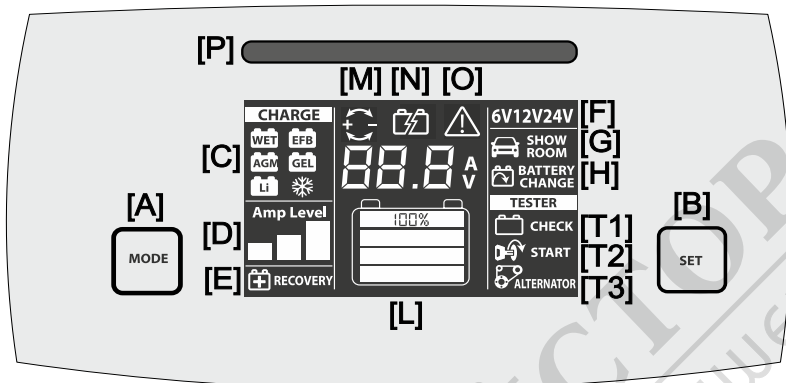 [P]
[M] [N] [O]
CHARGE
WET EFB
AGM GEL
Li
[C]
88.8 A V
6V12V24V [F]
SHOW ROOM [G]
BATTERY CHANGE [H]
TESTER
CHECK [T1]
START [T2]
ALTERNATOR [T3]
[A]
MODE
Amp Level
[D]
[E] RECOVERY
100%
[L]
[B]
SET